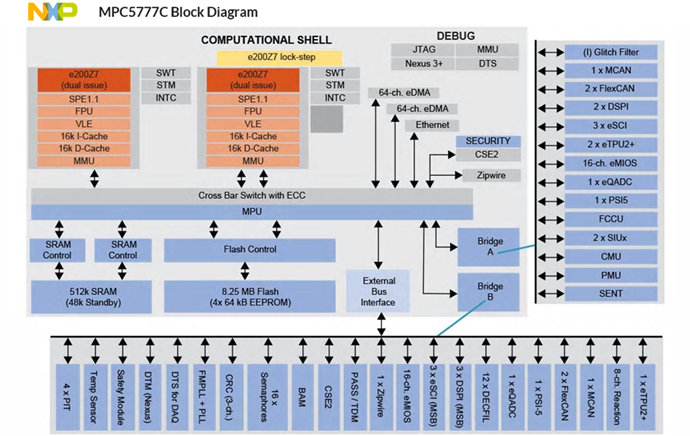 NXP
MPC5777C Block Diagram
COMPUTATIONAL SHELL
e200Z7 lock-step
e200Z7
(dual issue)
SPE1.1
FPU
VLE
16k I-Cache
16k D-Cache
MMU
SWT
STM
INTC
e200Z7
(dual issue)
SPE1.1
FPU
VLE
16k I-Cache
16k D-Cache
MMU
SWT
STM
INTC
DEBUG
JTAG
MMU
Nexus 3+
DTS
64-ch. eDMA
64-ch. eDMA
Ethernet
SECURITY
CSE2
Zipwire
Cross Bar Switch with ECC
MPU
SRAM
Control
SRAM
Control
Flash Control
512k SRAM
(48k Standby)
8.25 MB Flash
(4x 64 kB EEPROM)
External
Bus
Interface
Bridge
A
Bridge
B
(I) Glitch Filter
1 x MCAN
2 x FlexCAN
2 x DSPI
3 x eSCI
2 x eTPU2+
16-ch. eMIOS
1 x eQADC
1 x PSI5
FCCU
2 x SIUx
CMU
PMU
SENT
4 x PIT
Temp Sensor
Safety Module
DTM (Nexus)
DTS for DAQ
FMPLL + PLL
CRC (3-ch.)
16 x
Semaphores
BAM
CSE2
PASS / TDM
1 x Zipwire
16-ch. eMOS
3 x eSCI (MSB)
3 x DSPI (MSB)
12 x DECFIL
1 x eQADC
1 x PSI-5
2 x FlexCAN
1 x MCAN
8-ch. Reaction
1 x eTPU2+